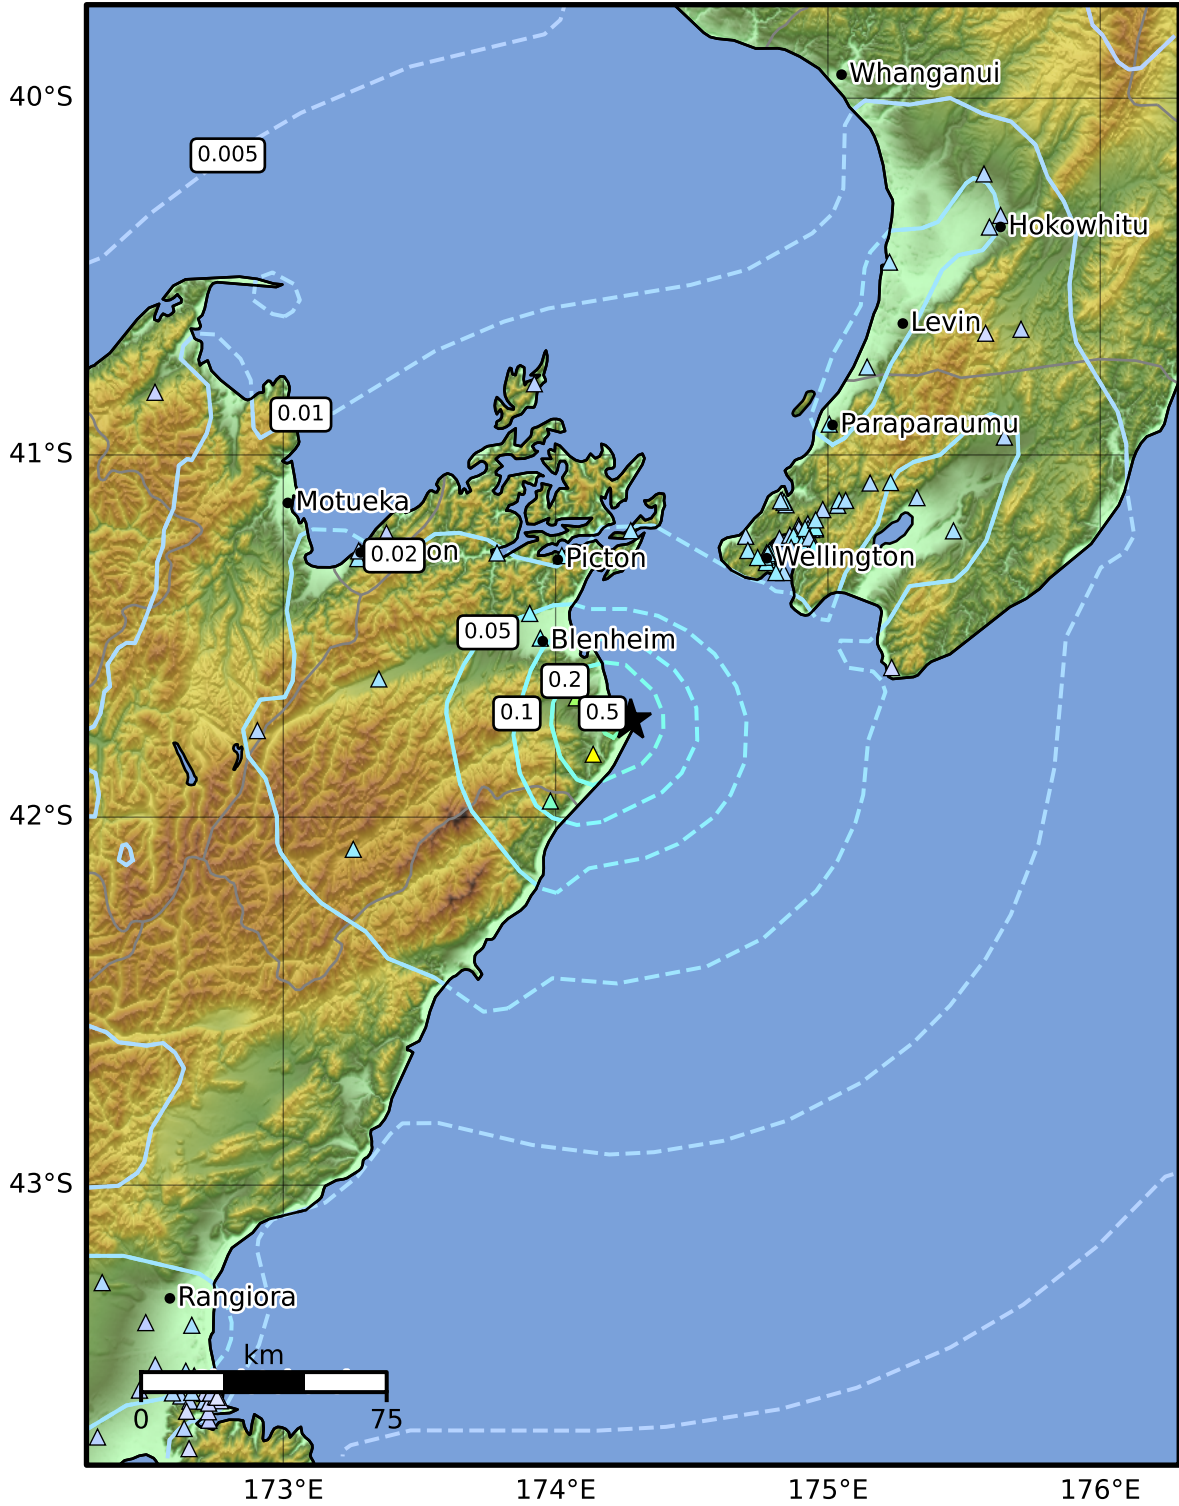 40°S
Whanganui
0.005
Hokowhitu
Levin
0.01
Paraparaumu
41°S
Motueka
0.02
on
Picton
Wellington
0.05
Blenheim
0.2
0.1
0.5
42°S
43°S
Rangiora
km
0
75
173°E
174°E
175°E
176°E